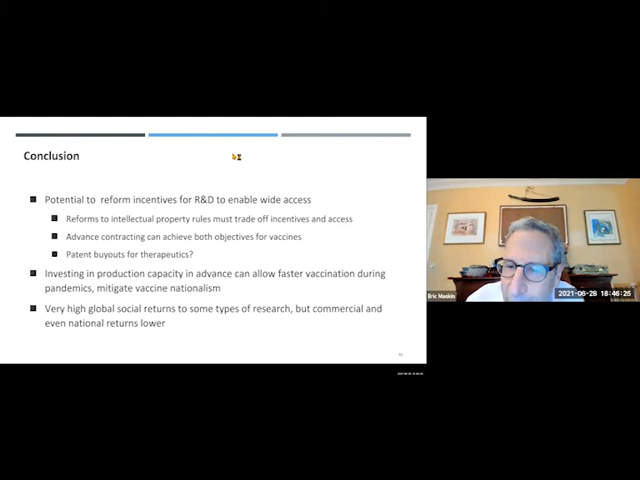 Conclusion
Potential to reform incentives for R&D to enable wide access
Reforms to intellectual property rules must trade off incentives and access
Advance contracting can achieve both objectives for vaccines
Patent buyouts for therapeutics?
Investing in production capacity in advance can allow faster vaccination during
pandemics, mitigate vaccine nationalism
Very high global social returns to some types of research, but commercial and
even national returns lower
Eric Maskin
2021-06-28 18:46:25